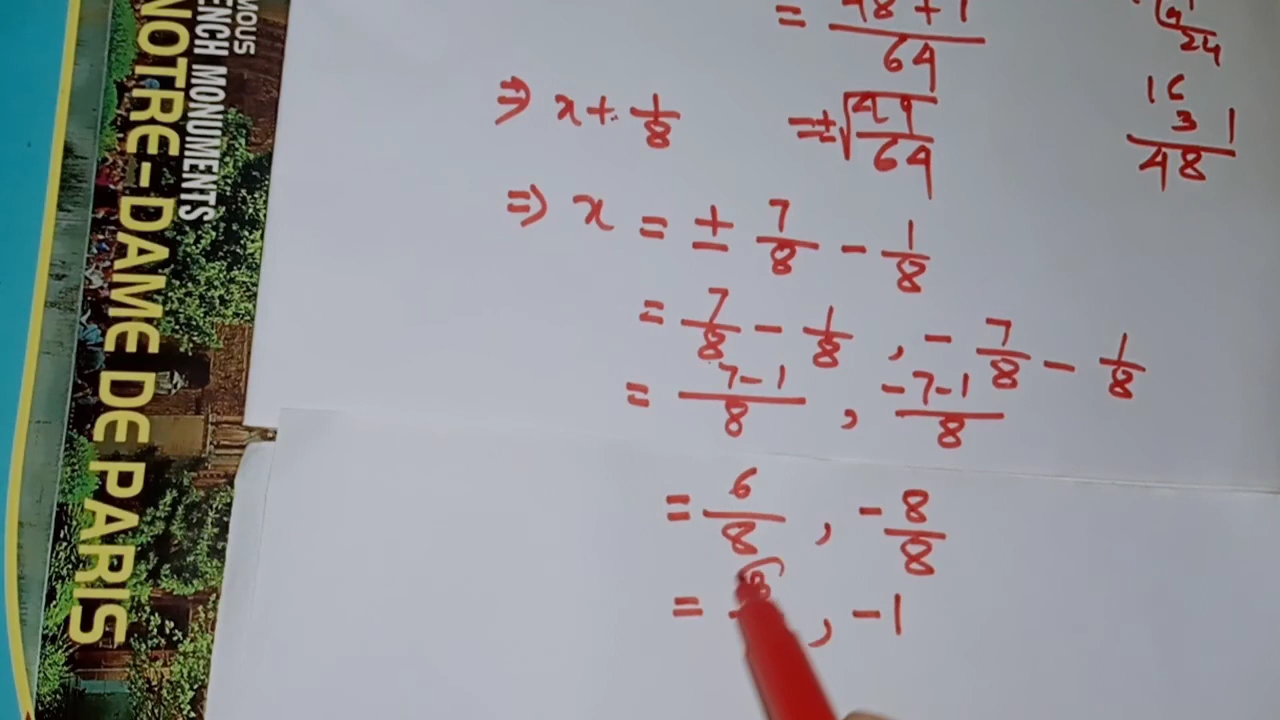 = 48 + 1 / 64
⇒ x + 1/8 = ± √49/64
⇒ x = ± 7/8 - 1/8
= 7/8 - 1/8 , - 7/8 - 1/8
= 7-1 / 8 , -7-1 / 8
= 6/8 , - 8/8
= , -1
24
16
3 1
48
FRENCH MONUMENTS
NOTRE-DAME DE PARIS